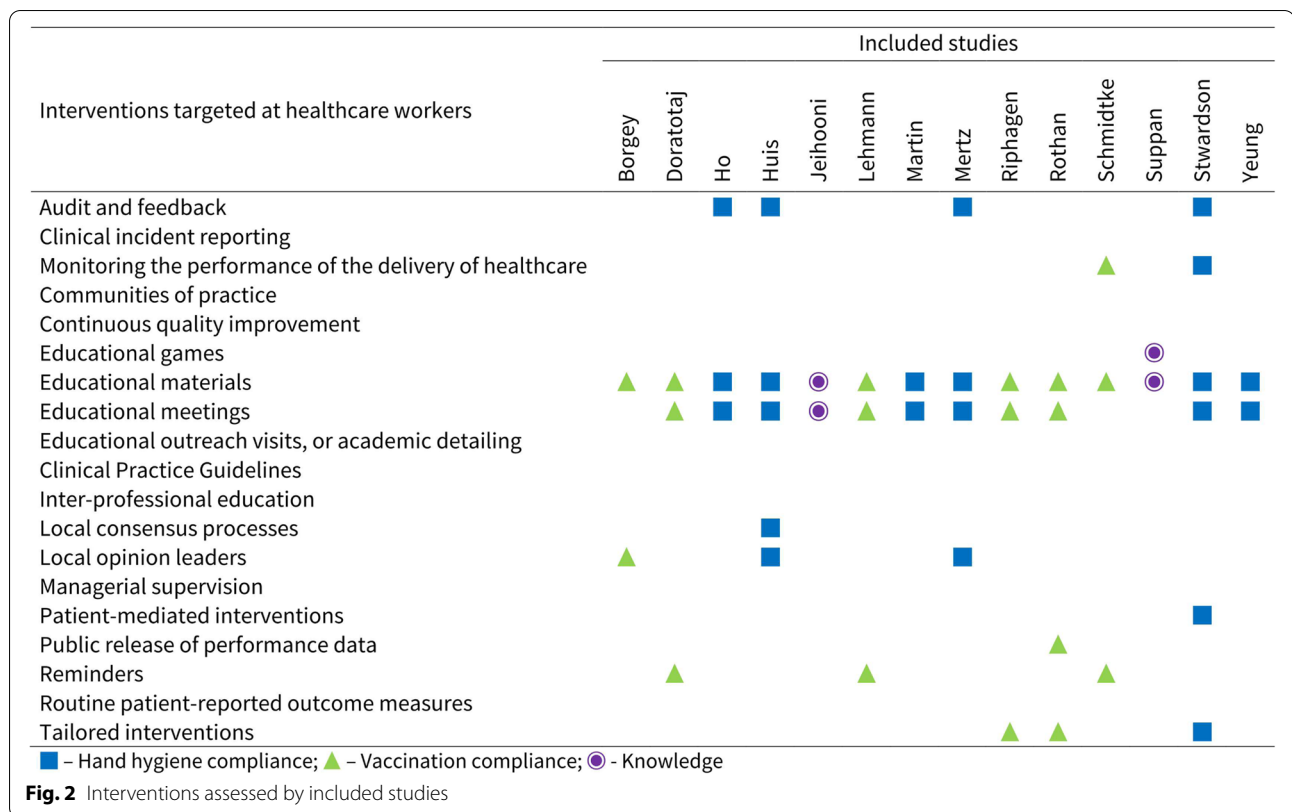 Included studies
Interventions targeted at healthcare workers
Borgey
Doratotaj
Ho
Huis
Jeihooni
Lehmann
Martin
Mertz
Riphagen
Rothan
Schmidtke
Suppan
Stwardson
Yeung
Audit and feedback
Clinical incident reporting
Monitoring the performance of the delivery of healthcare
Communities of practice
Continuous quality improvement
Educational games
Educational materials
Educational meetings
Educational outreach visits, or academic detailing
Clinical Practice Guidelines
Inter-professional education
Local consensus processes
Local opinion leaders
Managerial supervision
Patient-mediated interventions
Public release of performance data
Reminders
Routine patient-reported outcome measures
Tailored interventions
– Hand hygiene compliance; – Vaccination compliance; - Knowledge
Fig. 2 Interventions assessed by included studies